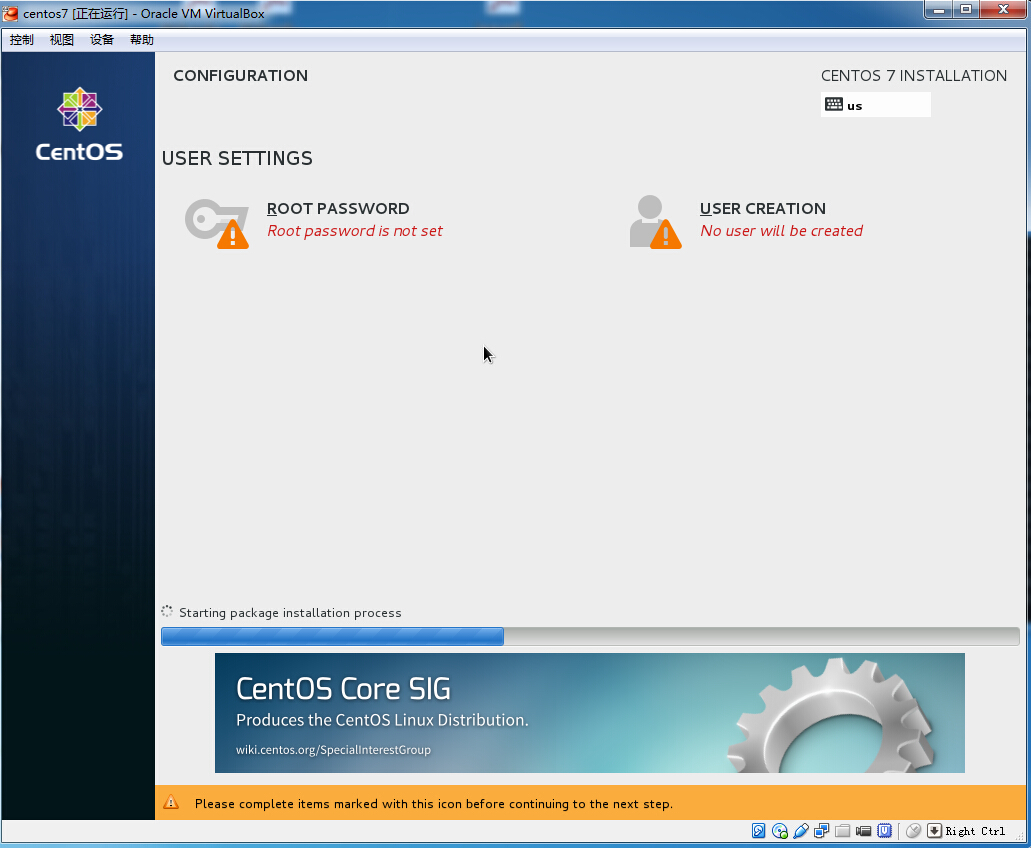 centos7 [正在运行] - Oracle VM VirtualBox
控制 视图 设备 帮助
CentOS
CONFIGURATION
CENTOS 7 INSTALLATION
us
USER SETTINGS
ROOT PASSWORD
Root password is not set
USER CREATION
No user will be created
Starting package installation process
CentOS Core SIG
Produces the CentOS Linux Distribution.
wiki.centos.org/SpecialInterestGroup
Please complete items marked with this icon before continuing to the next step.
Right Ctrl